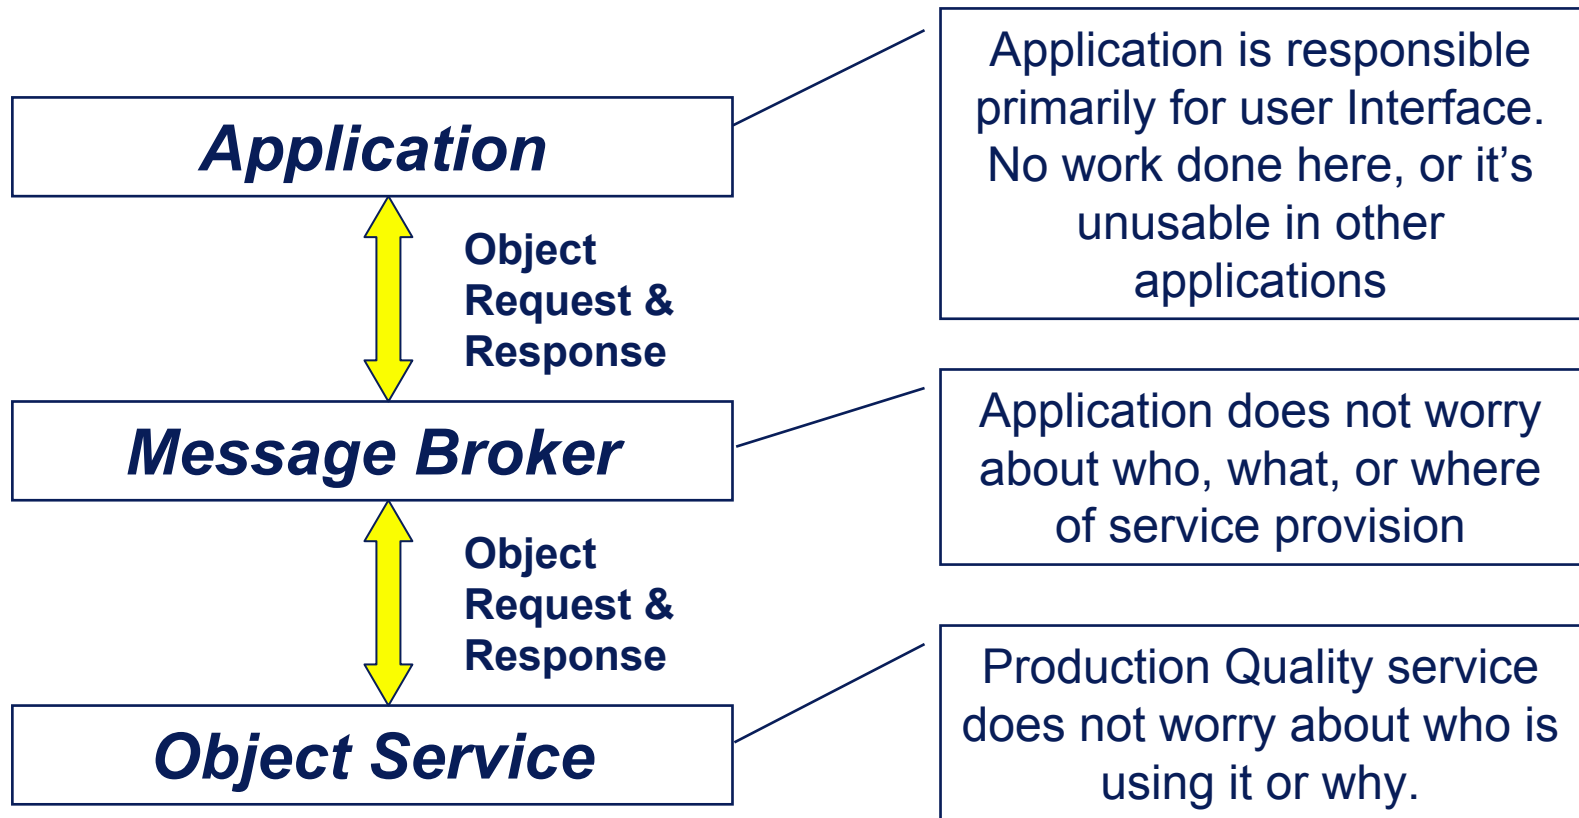 Application
Application is responsible
primarily for user Interface.
No work done here, or it’s
unusable in other
applications
Object
Request &
Response
Message Broker
Application does not worry
about who, what, or where
of service provision
Object
Request &
Response
Object Service
Production Quality service
does not worry about who is
using it or why.